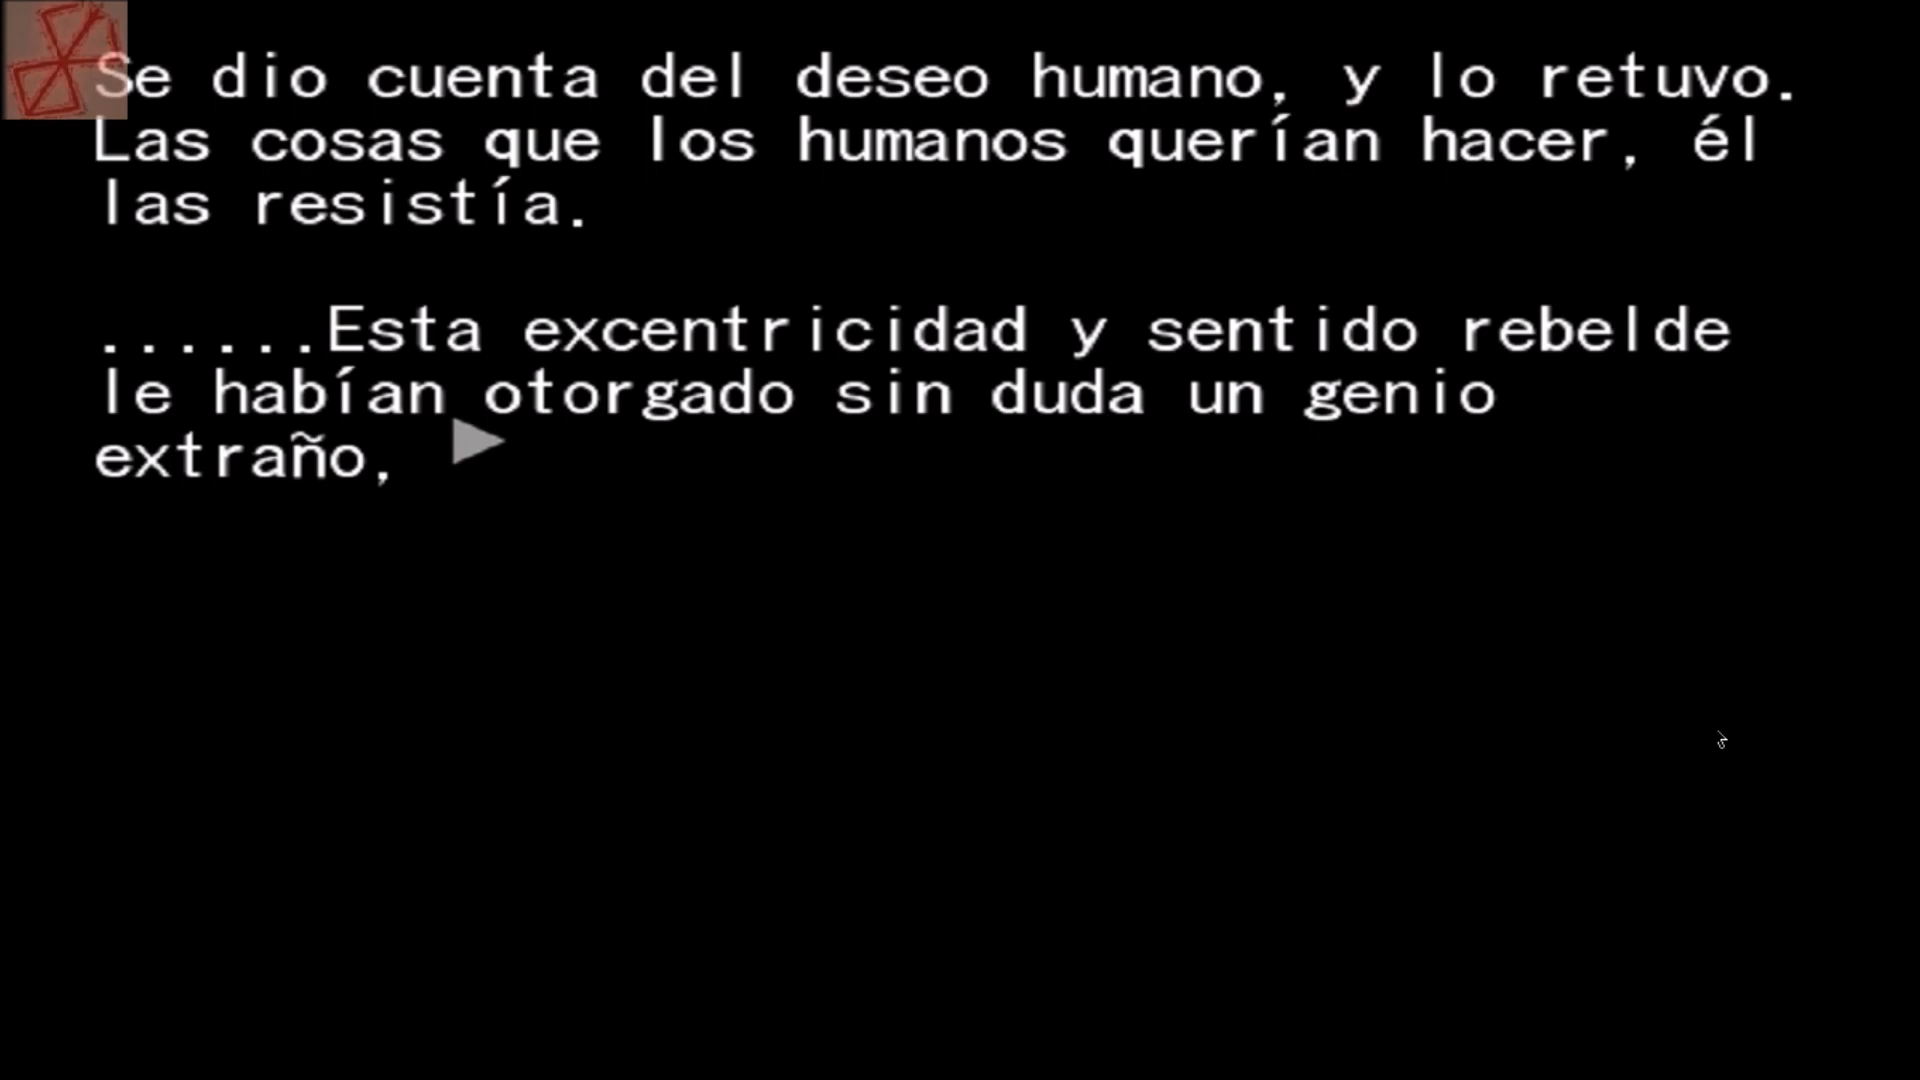 Se dio cuenta del deseo humano, y lo retuvo.
Las cosas que los humanos querían hacer, él
las resistía.
......Esta excentricidad y sentido rebelde
le habían otorgado sin duda un genio
extraño,